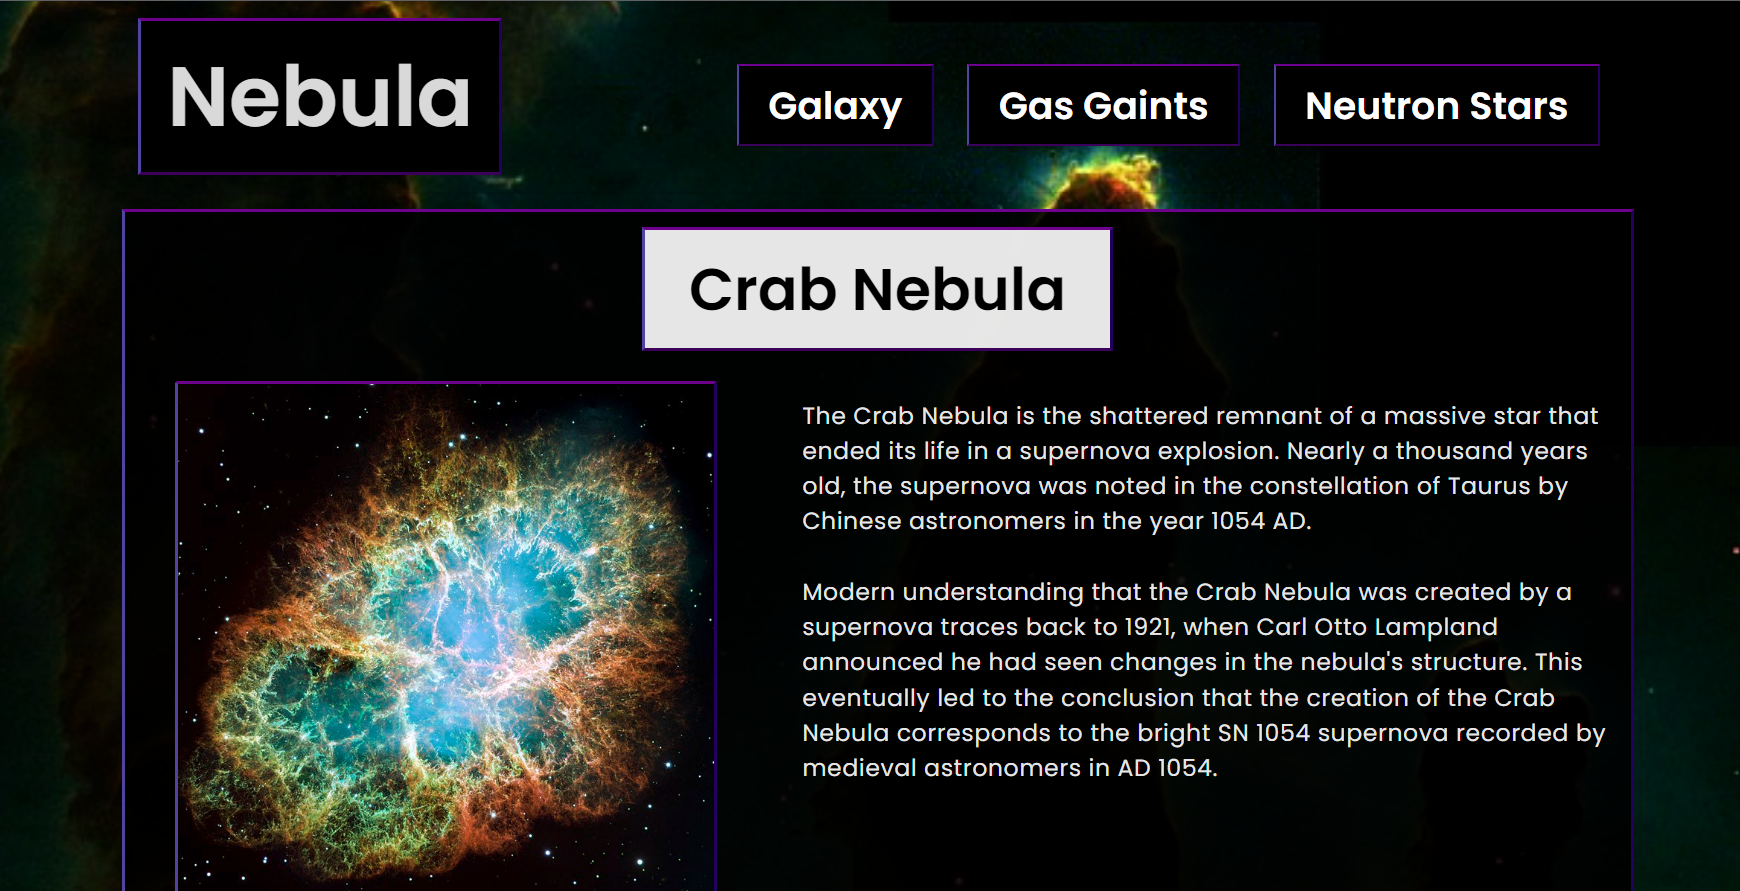 Nebula
Galaxy
Gas Gaints
Neutron Stars
Crab Nebula
The Crab Nebula is the shattered remnant of a massive star that
ended its life in a supernova explosion. Nearly a thousand years
old, the supernova was noted in the constellation of Taurus by
Chinese astronomers in the year 1054 AD.
Modern understanding that the Crab Nebula was created by a
supernova traces back to 1921, when Carl Otto Lampland
announced he had seen changes in the nebula's structure. This
eventually led to the conclusion that the creation of the Crab
Nebula corresponds to the bright SN 1054 supernova recorded by
medieval astronomers in AD 1054.